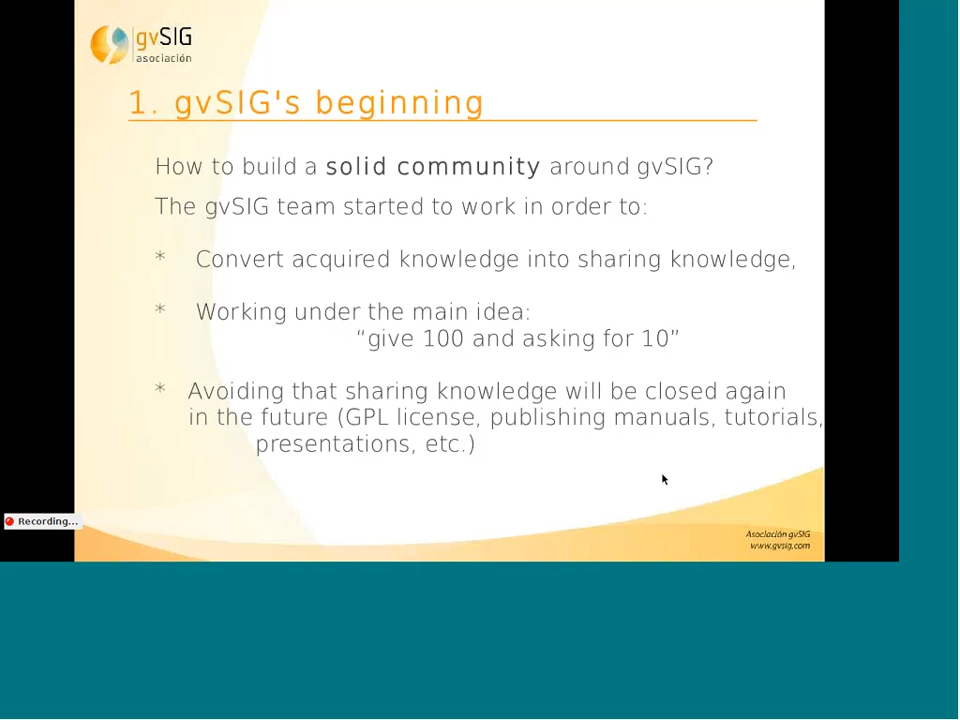 gvSIG
asociación
1. gvSIG's beginning
How to build a solid community around gvSIG?
The gvSIG team started to work in order to:
* Convert acquired knowledge into sharing knowledge,
* Working under the main idea:
“give 100 and asking for 10”
* Avoiding that sharing knowledge will be closed again
in the future (GPL license, publishing manuals, tutorials,
presentations, etc.)
Recording...
Asociación gvSIG
www.gvsig.com